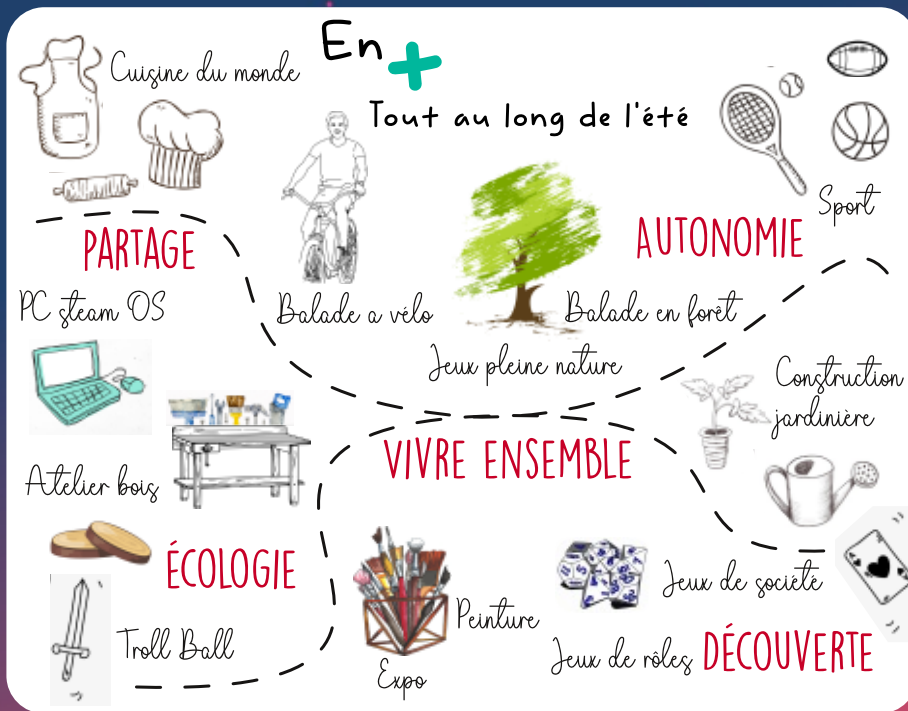 En +
Cuisine du monde
Tout au long de l'été
Sport
PARTAGE
AUTONOMIE
PC steam OS
Balade a vélo
Balade en forêt
Jeux pleine nature
Construction
jardinière
VIVRE ENSEMBLE
Atelier bois
ÉCOLOGIE
Jeux de société
Peinture
Troll Ball
Jeux de rôles
DÉCOUVERTE
Expo